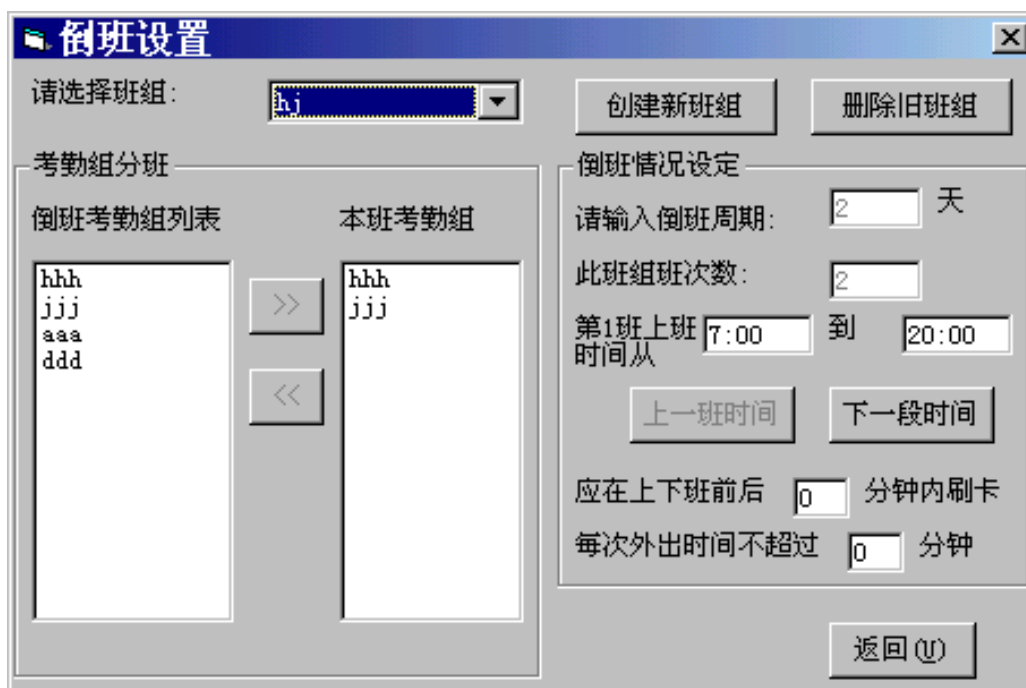 倒班设置
请选择班组:
hj
创建新班组
删除旧班组
考勤组分班
倒班考勤组列表
本班考勤组
hhh
jjj
aaa
ddd
>>
<<
hhh
jjj
倒班情况设定
请输入倒班周期: 2 天
此班组班次数: 2
第1班上班
时间从 7:00 到 20:00
上一班时间
下一段时间
应在上下班前后 0 分钟内刷卡
每次外出时间不超过 0 分钟
返回(U)